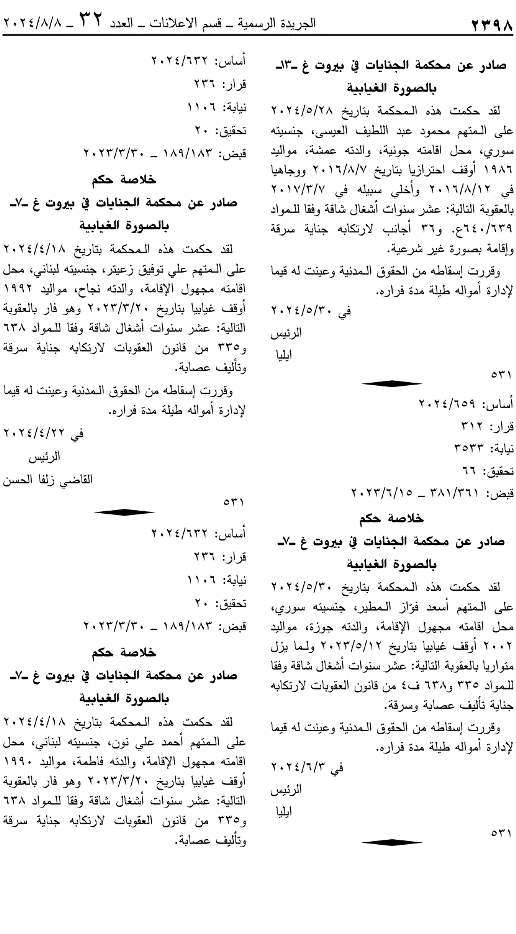 ٢٣٩٨
الجريدة الرسمية ــ قسم الاعلانات ــ العدد ٣٢ ــ ٢٠٢٤/٨/٨
صادر عن محكمة الجنايات في بيروت غ ـ١٣ـ
بالصورة الغيابية
لقد حكمت هذه المحكمة بتاريخ ٢٠٢٤/٥/٢٨
على المتهم محمود عبد اللطيف العيسى، جنسيته
سوري، محل اقامته جونية، والدته عمشة، مواليد
١٩٨٦ أوقف احترازيا بتاريخ ٢٠١٦/٨/٧ ووجاهيا
في ٢٠١٦/٨/١٢ وأخلي سبيله في ٢٠١٧/٣/٧
بالعقوبة التالية: عشر سنوات أشغال شاقة وفقا للمواد
٦٤٠/٦٣٩ع. و٣٦ أجانب لارتكابه جناية سرقة
وإقامة بصورة غير شرعية.
وقررت إسقاطه من الحقوق المدنية وعينت له قيما
لإدارة أمواله طيلة مدة فراره.
في ٢٠٢٤/٥/٣٠
الرئيس
ايليا
٥٣١
أساس: ٢٠٢٤/٦٥٩
قرار: ٣١٢
نيابة: ٣٥٣٣
تحقيق: ٦٦
قبض: ٣٨١/٣٦١ ــ ٢٠٢٣/٦/١٥
خلاصة حكم
صادر عن محكمة الجنايات في بيروت غ ـ٧ـ
بالصورة الغيابية
لقد حكمت هذه المحكمة بتاريخ ٢٠٢٤/٥/٣٠
على المتهم أسعد فوّاز المطير، جنسيته سوري،
محل اقامته مجهول الإقامة، والدته جوزة، مواليد
٢٠٠٢ أوقف غيابيا بتاريخ ٢٠٢٣/٥/١٢ ولما يزل
متواريا بالعقوبة التالية: عشر سنوات أشغال شاقة وفقا
للمواد ٣٣٥ و٦٣٨ ف٤ من قانون العقوبات لارتكابه
جناية تأليف عصابة وسرقة.
وقررت إسقاطه من الحقوق المدنية وعينت له قيما
لإدارة أمواله طيلة مدة فراره.
في ٢٠٢٤/٦/٣
الرئيس
ايليا
٥٣١
أساس: ٢٠٢٤/٦٣٢
قرار: ٢٣٦
نيابة: ١١٠٦
تحقيق: ٢٠
قبض: ١٨٩/١٨٣ ــ ٢٠٢٣/٣/٣٠
خلاصة حكم
صادر عن محكمة الجنايات في بيروت غ ـ٧ـ
بالصورة الغيابية
لقد حكمت هذه المحكمة بتاريخ ٢٠٢٤/٤/١٨
على المتهم علي توفيق زعيتر، جنسيته لبناني، محل
اقامته مجهول الإقامة، والدته نجاح، مواليد ١٩٩٢
أوقف غيابيا بتاريخ ٢٠٢٣/٣/٢٠ وهو فار بالعقوبة
التالية: عشر سنوات أشغال شاقة وفقا للمواد ٦٣٨
و٣٣٥ من قانون العقوبات لارتكابه جناية سرقة
وتأليف عصابة.
وقررت إسقاطه من الحقوق المدنية وعينت له قيما
لإدارة أمواله طيلة مدة فراره.
في ٢٠٢٤/٤/٢٢
الرئيس
القاضي زلفا الحسن
٥٣١
أساس: ٢٠٢٤/٦٣٢
قرار: ٢٣٦
نيابة: ١١٠٦
تحقيق: ٢٠
قبض: ١٨٩/١٨٣ ــ ٢٠٢٣/٣/٣٠
خلاصة حكم
صادر عن محكمة الجنايات في بيروت غ ـ٧ـ
بالصورة الغيابية
لقد حكمت هذه المحكمة بتاريخ ٢٠٢٤/٤/١٨
على المتهم أحمد علي نون، جنسيته لبناني، محل
اقامته مجهول الإقامة، والدته فاطمة، مواليد ١٩٩٠
أوقف غيابيا بتاريخ ٢٠٢٣/٣/٢٠ وهو فار بالعقوبة
التالية: عشر سنوات أشغال شاقة وفقا للمواد ٦٣٨
و٣٣٥ من قانون العقوبات لارتكابه جناية سرقة
وتأليف عصابة.